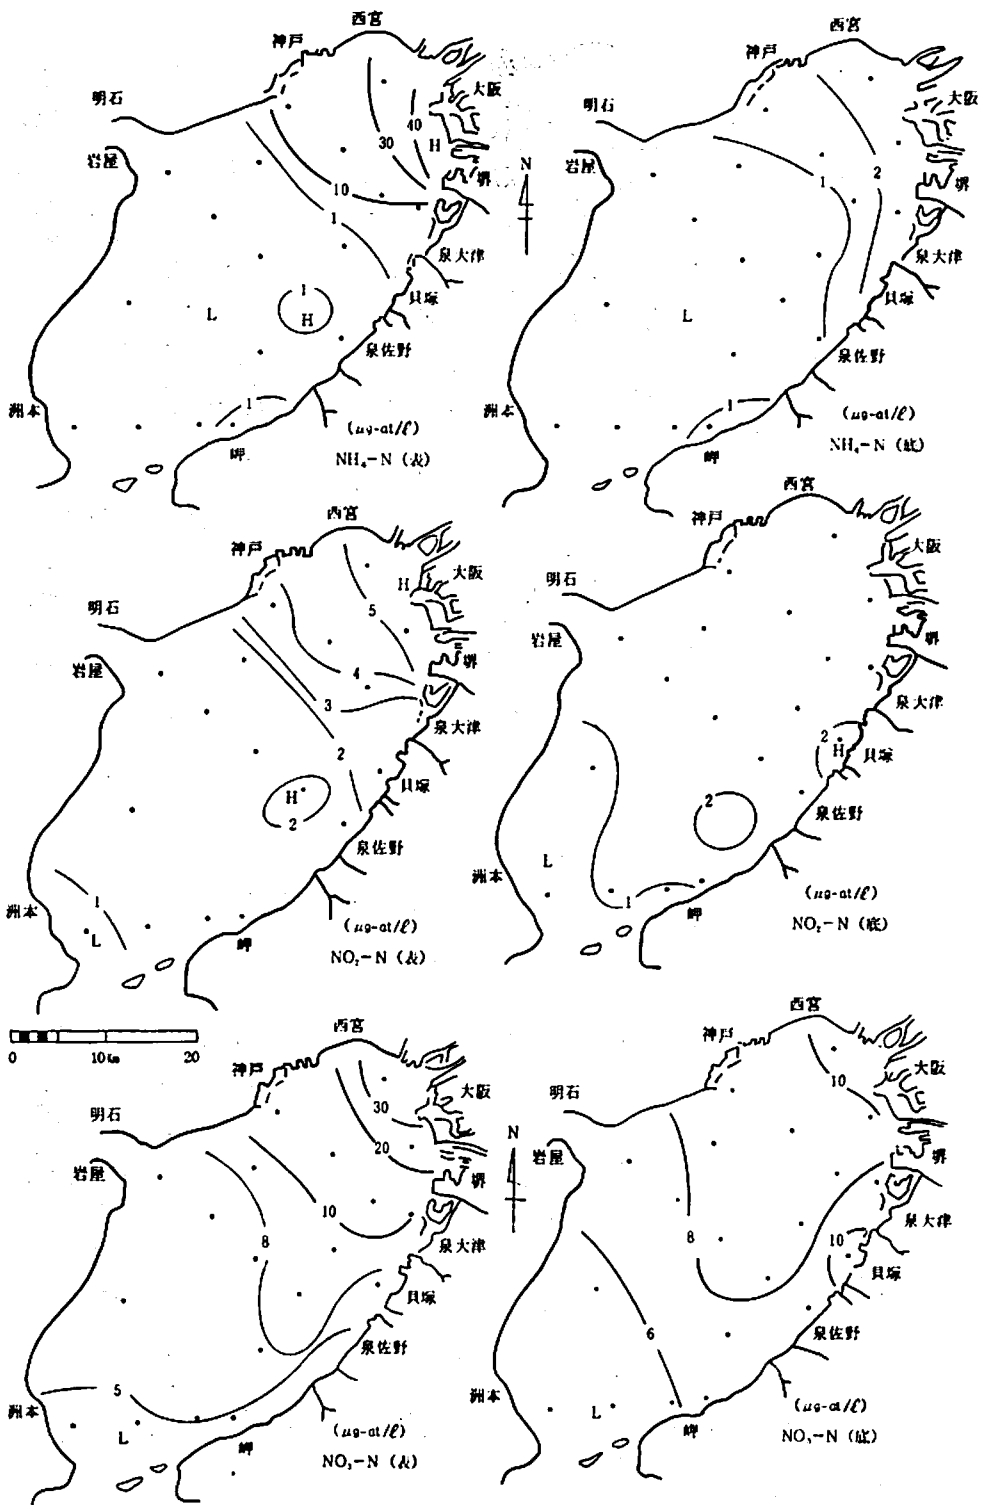 西宮
神戸
明石
大阪
岩屋
40
30
H
堺
10
N
1
泉大津
1
H
貝塚
L
泉佐野
洲本
1
(μg-at/ℓ)
岬
NH₄-N (表)
西宮
神戸
大阪
岩屋
明石
2
1
堺
泉大津
貝塚
L
泉佐野
洲本
1
(μg-at/ℓ)
岬
NH₄-N (底)
西宮
神戸
H
大阪
明石
5
岩屋
堺
4
3
泉大津
2
貝塚
H
2
泉佐野
1
洲本
L
(μg-at/ℓ)
岬
NO₂-N (表)
西宮
神戸
大阪
明石
岩屋
堺
泉大津
2
H
貝塚
2
泉佐野
L
洲本
1
(μg-at/ℓ)
岬
NO₂-N (底)
0 10Km 20
西宮
神戸
大阪
明石
30
N
20
岩屋
堺
10
8
泉大津
貝塚
泉佐野
5
洲本
L
(μg-at/ℓ)
岬
NO₃-N (表)
西宮
神戸
大阪
明石
10
岩屋
堺
泉大津
8
10
貝塚
6
泉佐野
洲本
L
(μg-at/ℓ)
岬
NO₃-N (底)